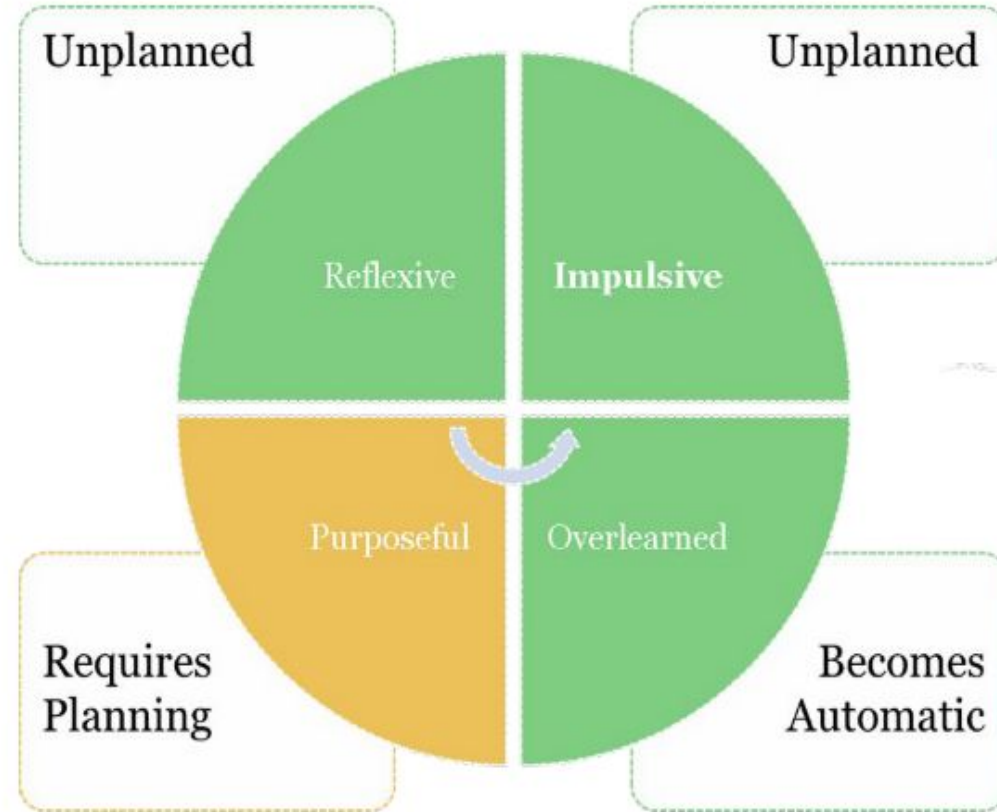 Unplanned
Unplanned
Reflexive
Impulsive
Purposeful
Overlearned
Requires
Planning
Becomes
Automatic